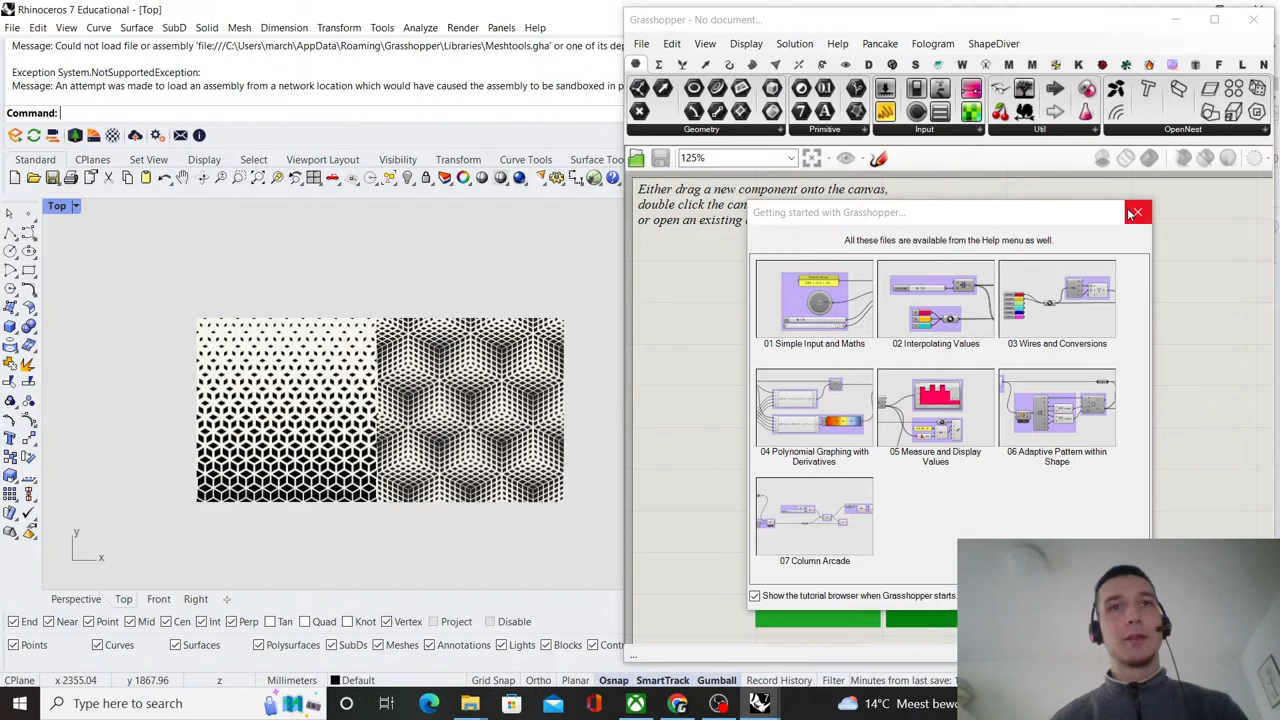 Rhinoceros 7 Educational - [Top]
File Edit View Curve Surface SubD Solid Mesh Dimension Transform Tools Analyze Render Panels Help
Message: Could not load file or assembly 'file:///C:\Users\march\AppData\Roaming\Grasshopper\Libraries\Meshtools.gha' or one of its dep
Exception System.NotSupportedException:
Message: An attempt was made to load an assembly from a network location which would have caused the assembly to be sandboxed in p
Command:
Standard CPlanes Set View Display Select Viewport Layout Visibility Transform Curve Tools Surface Too
Top
y
x
Perspective Top Front Right
End Near Point Mid Cen Int Perp Tan Quad Knot Vertex Project Disable
Points Curves Surfaces Polysurfaces SubDs Meshes Annotations Lights Blocks Contr
CPlane x 2355.04 y 1867.96 z Millimeters Default Grid Snap Ortho Planar Osnap SmartTrack Gumball Record History Filter Minutes from last save: 1
Grasshopper - No document...
File Edit View Display Solution Help Pancake Fologram ShapeDiver
Geometry Primitive Input Util OpenNest
125%
Either drag a new component onto the canvas,
double click the can
or open an existing
Getting started with Grasshopper...
All these files are available from the Help menu as well.
01 Simple Input and Maths
02 Interpolating Values
03 Wires and Conversions
04 Polynomial Graphing with
Derivatives
05 Measure and Display
Values
06 Adaptive Pattern within
Shape
07 Column Arcade
Show the tutorial browser when Grasshopper starts.
...
Type here to search
14°C Meest bewo